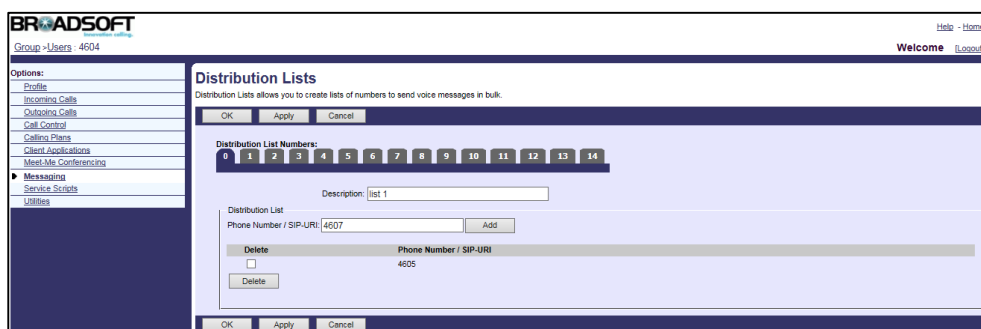 BROADSOFT
innovation calling.
Help - Home
Group >Users : 4604
Welcome [Logout
Options:
Profile
Incoming Calls
Outgoing Calls
Call Control
Calling Plans
Client Applications
Meet-Me Conferencing
Messaging
Service Scripts
Utilities
Distribution Lists
Distribution Lists allows you to create lists of numbers to send voice messages in bulk.
OK Apply Cancel
Distribution List Numbers:
0 1 2 3 4 5 6 7 8 9 10 11 12 13 14
Description: list 1
Distribution List
Phone Number / SIP-URI: 4607 Add
Delete Phone Number / SIP-URI
4605
Delete
OK Apply Cancel